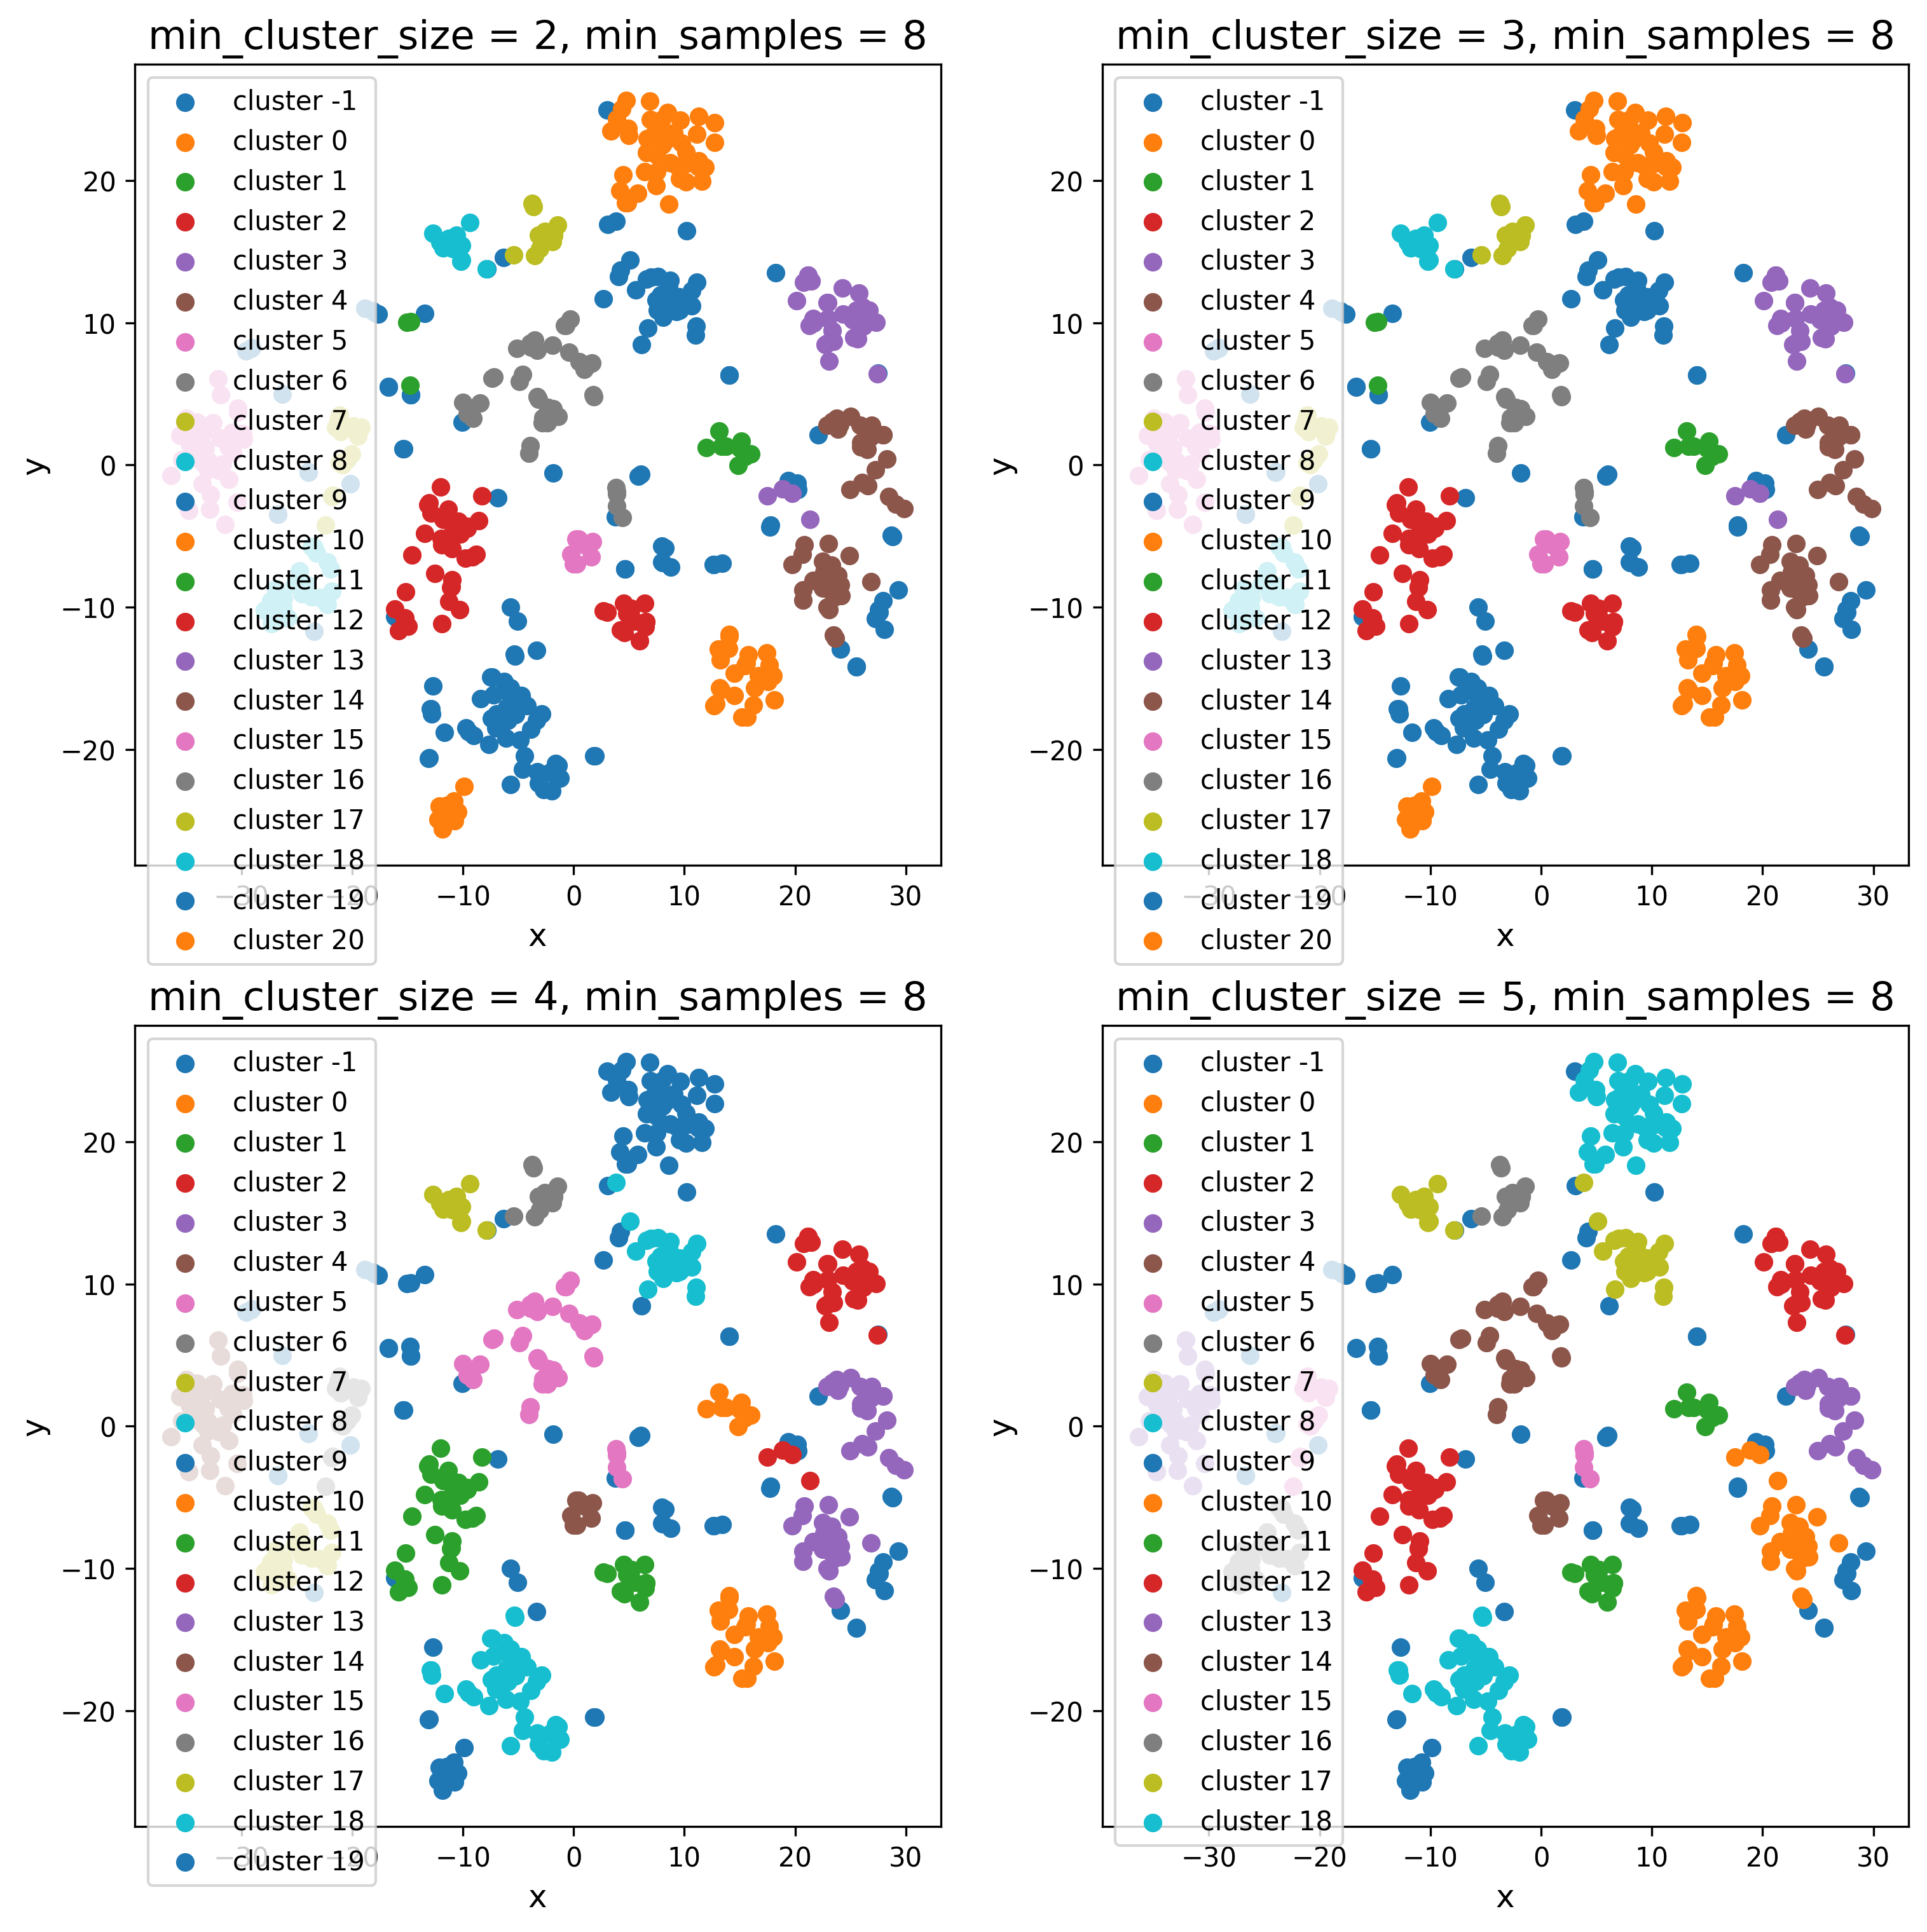 min_cluster_size = 2, min_samples = 8
cluster -1
cluster 0
cluster 1
cluster 2
cluster 3
cluster 4
cluster 5
cluster 6
cluster 7
cluster 8
cluster 9
cluster 10
cluster 11
cluster 12
cluster 13
cluster 14
cluster 15
cluster 16
cluster 17
cluster 18
cluster 19
cluster 20
20
10
0
−10
−20
y
−30 −20 −10 0 10 20 30
x
min_cluster_size = 3, min_samples = 8
cluster -1
cluster 0
cluster 1
cluster 2
cluster 3
cluster 4
cluster 5
cluster 6
cluster 7
cluster 8
cluster 9
cluster 10
cluster 11
cluster 12
cluster 13
cluster 14
cluster 15
cluster 16
cluster 17
cluster 18
cluster 19
cluster 20
20
10
0
−10
−20
y
−30 −20 −10 0 10 20 30
x
min_cluster_size = 4, min_samples = 8
cluster -1
cluster 0
cluster 1
cluster 2
cluster 3
cluster 4
cluster 5
cluster 6
cluster 7
cluster 8
cluster 9
cluster 10
cluster 11
cluster 12
cluster 13
cluster 14
cluster 15
cluster 16
cluster 17
cluster 18
cluster 19
20
10
0
−10
−20
y
−30 −20 −10 0 10 20 30
x
min_cluster_size = 5, min_samples = 8
cluster -1
cluster 0
cluster 1
cluster 2
cluster 3
cluster 4
cluster 5
cluster 6
cluster 7
cluster 8
cluster 9
cluster 10
cluster 11
cluster 12
cluster 13
cluster 14
cluster 15
cluster 16
cluster 17
cluster 18
20
10
0
−10
−20
y
−30 −20 −10 0 10 20 30
x